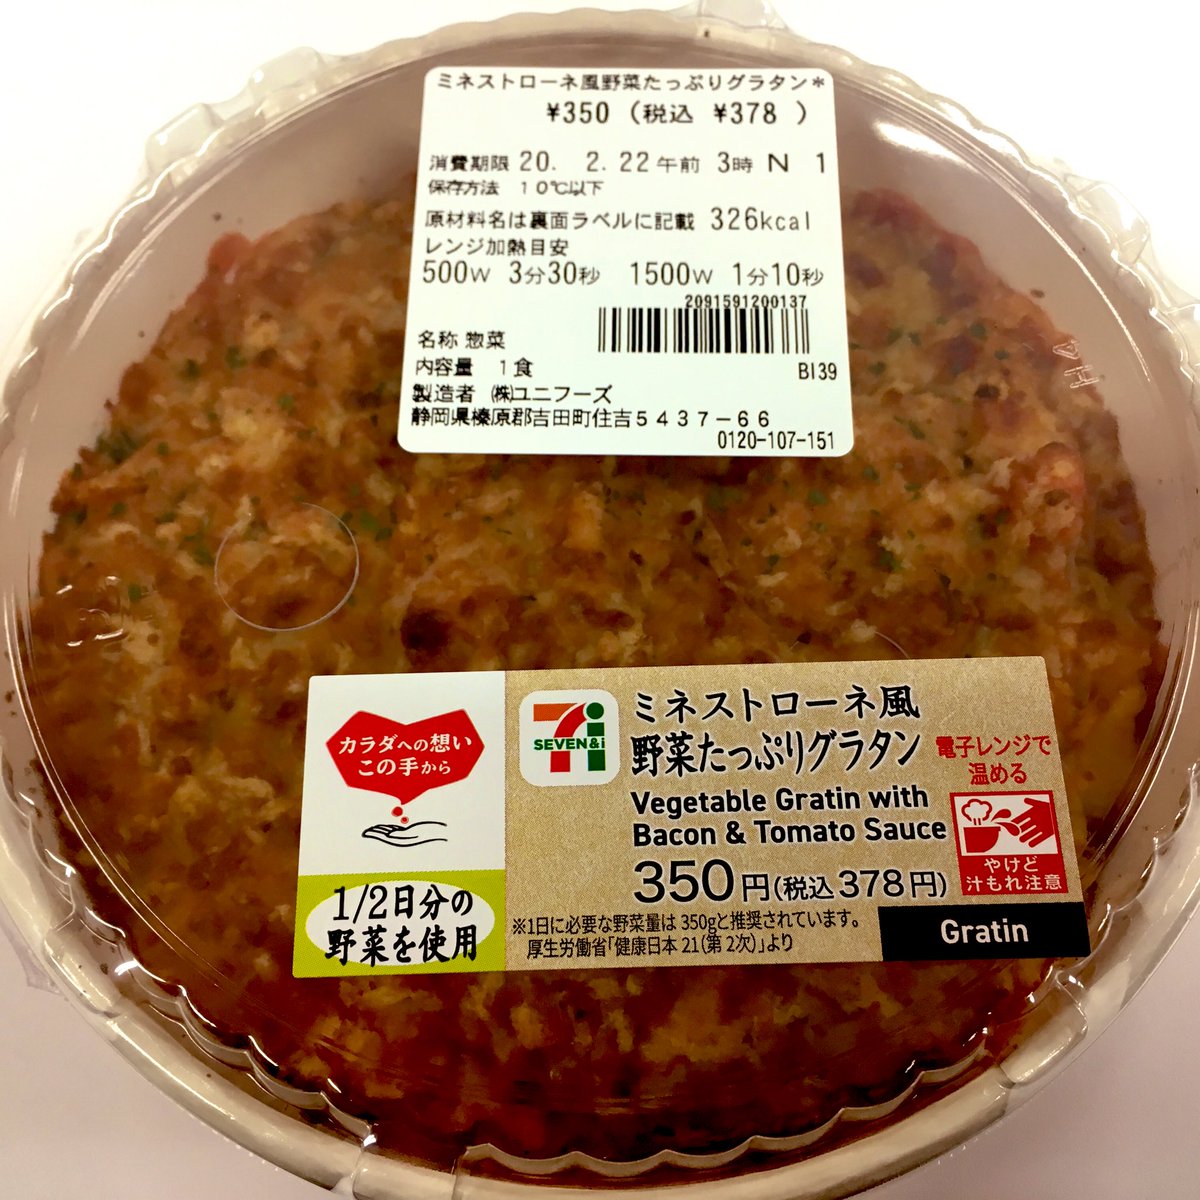 ミネストローネ風野菜たっぷりグラタン*
¥350 (税込 ¥378 )
消費期限 20. 2. 22 午前 3時 N 1
保存方法 10℃以下
原材料名は裏面ラベルに記載 326kcal
レンジ加熱目安
500W 3分30秒 1500W 1分10秒
2091591200137
名称 惣菜
内容量 1食
BI39
製造者 ㈱ユニフーズ
静岡県榛原郡吉田町住吉5437-66
0120-107-151
カラダへの想い
この手から
1/2日分の
野菜を使用
SEVEN&i
ミネストローネ風
野菜たっぷりグラタン
Vegetable Gratin with
Bacon & Tomato Sauce
350円(税込378円)
※1日に必要な野菜量は350gと推奨されています。
厚生労働省「健康日本21(第2次)」より
電子レンジで
温める
やけど
汁もれ注意
Gratin